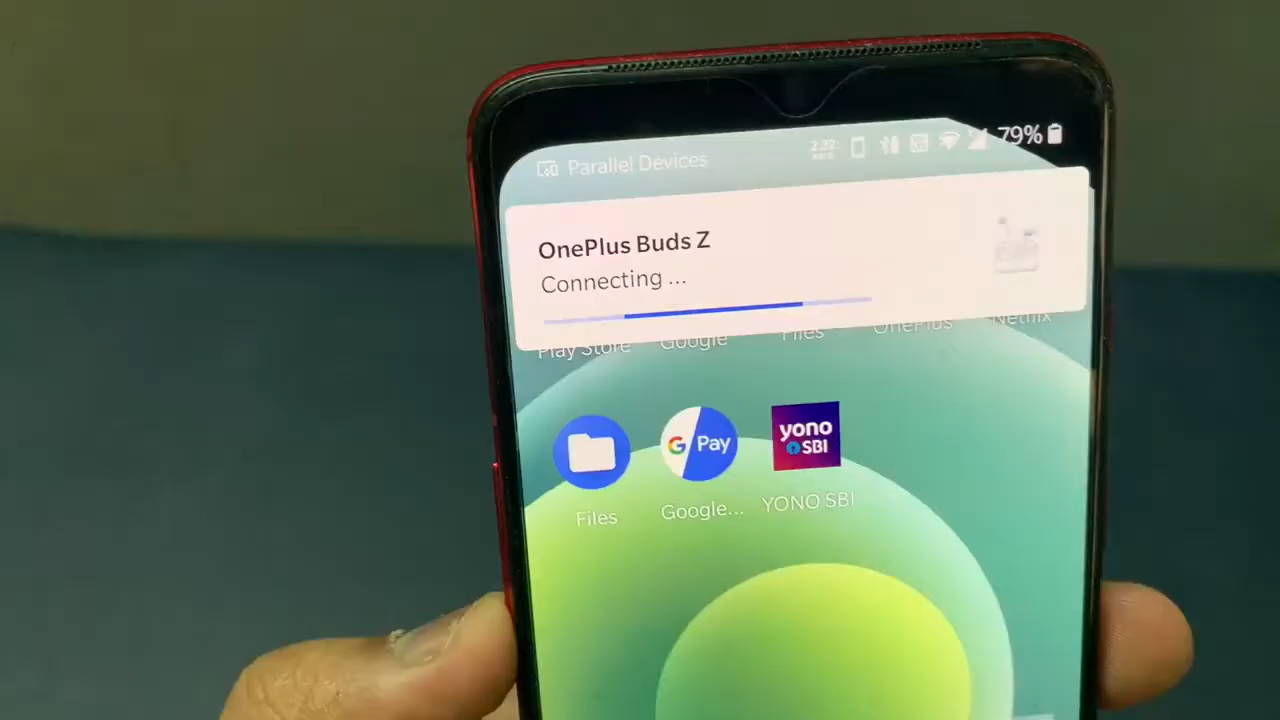 Parallel Devices
79%
OnePlus Buds Z
Connecting ...
Play Store Google Files OnePlus Netflix
G Pay
yono
SBI
Files Google... YONO SBI